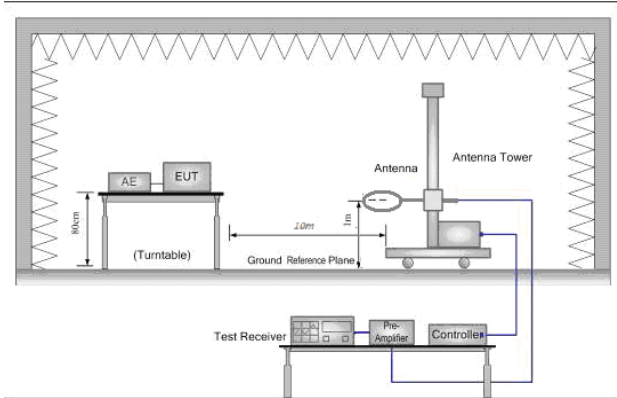 Antenna
Antenna Tower
AE
EUT
80cm
(Turntable)
10m
1m
Ground Reference Plane
Test Receiver
Pre-
Amplifier
Controller